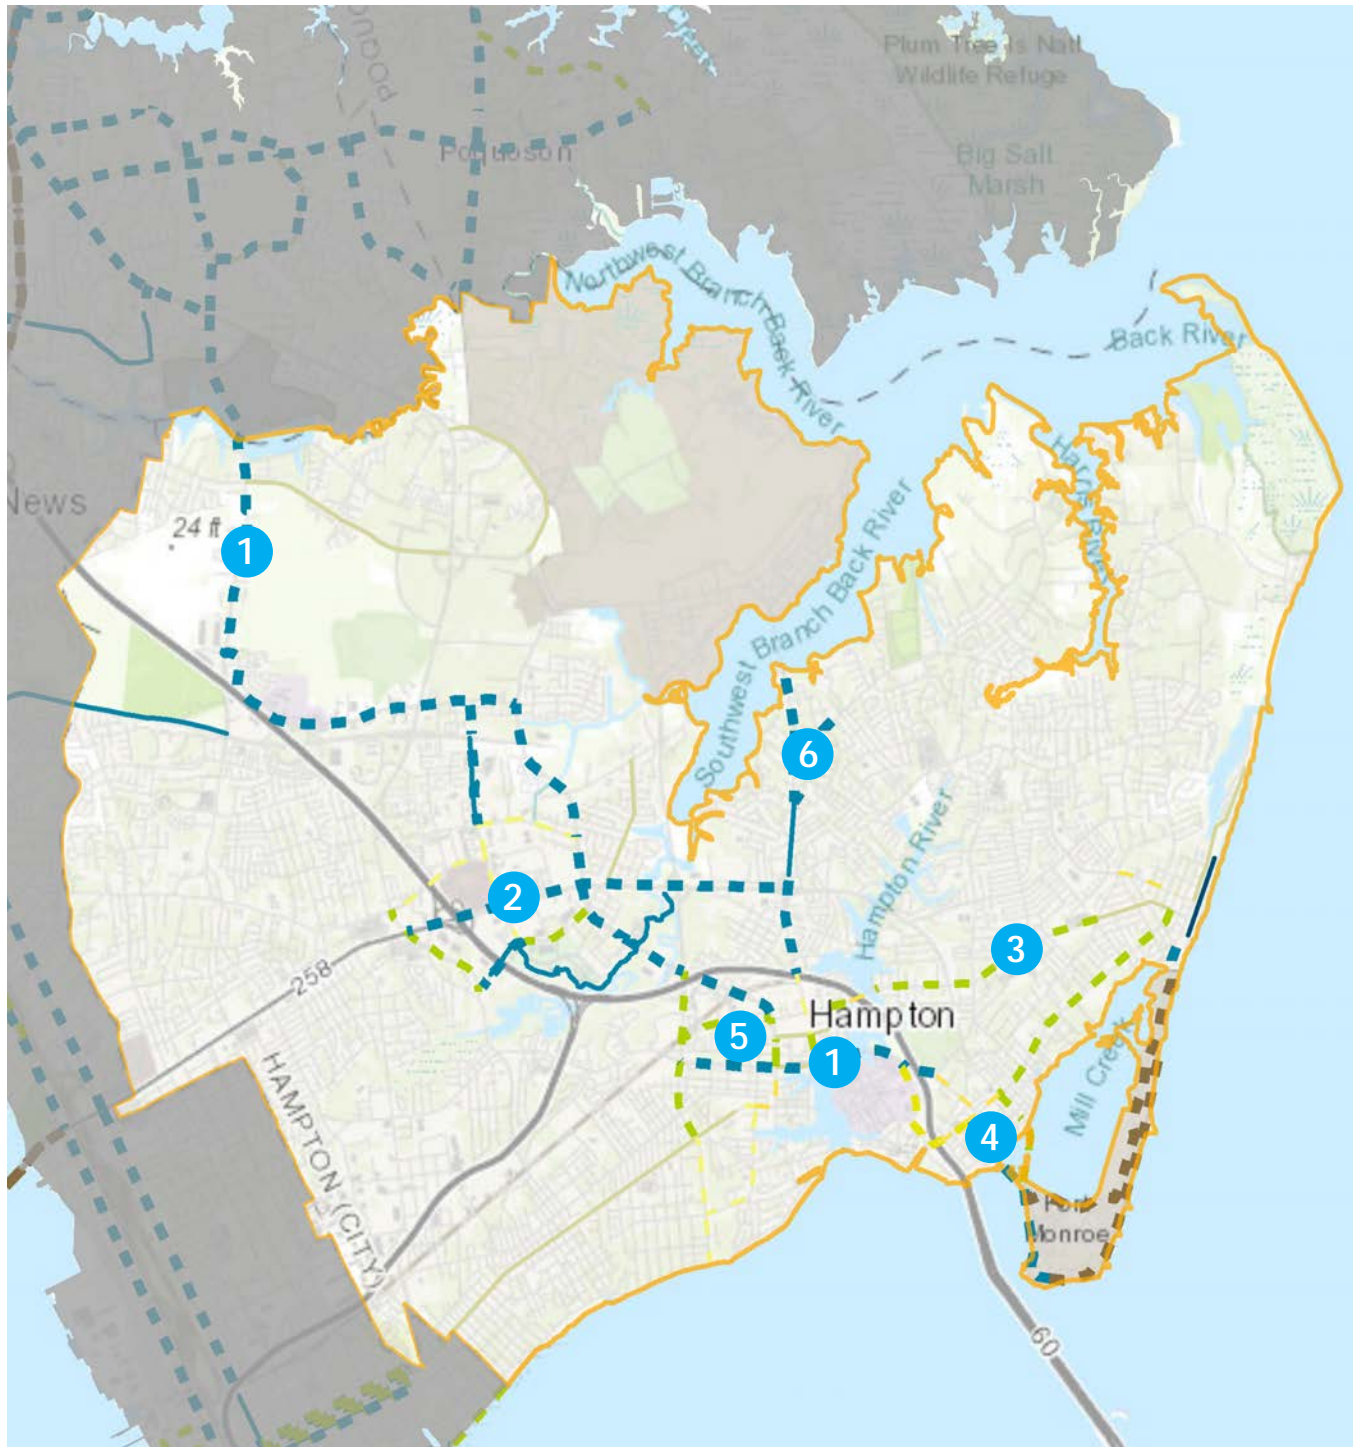 Plum Tree Is Natl
Wildlife Refuge
Poquoson
Big Salt
Marsh
Northwest Branch Back River
Back River
News
24 ft
1
Harris River
Southwest Branch Back River
6
Hampton River
2
3
258
Hampton
5
1
HAMPTON (CITY)
Mill Creek
4
Fort
Monroe
60